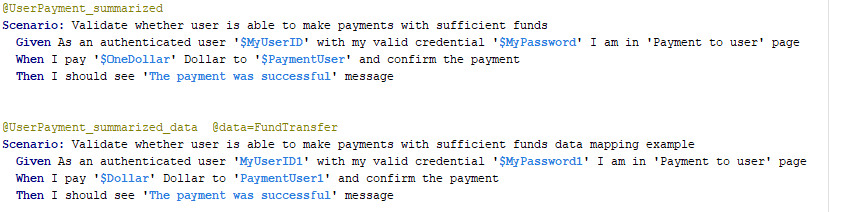 @UserPayment_summarized
Scenario: Validate whether user is able to make payments with sufficient funds
Given As an authenticated user '$MyUserID' with my valid credential '$MyPassword' I am in 'Payment to user' page
When I pay '$OneDollar' Dollar to '$PaymentUser' and confirm the payment
Then I should see 'The payment was successful' message
@UserPayment_summarized_data @data=FundTransfer
Scenario: Validate whether user is able to make payments with sufficient funds data mapping example
Given As an authenticated user 'MyUserID1' with my valid credential '$MyPassword1' I am in 'Payment to user' page
When I pay '$Dollar' Dollar to 'PaymentUser1' and confirm the payment
Then I should see 'The payment was successful' message